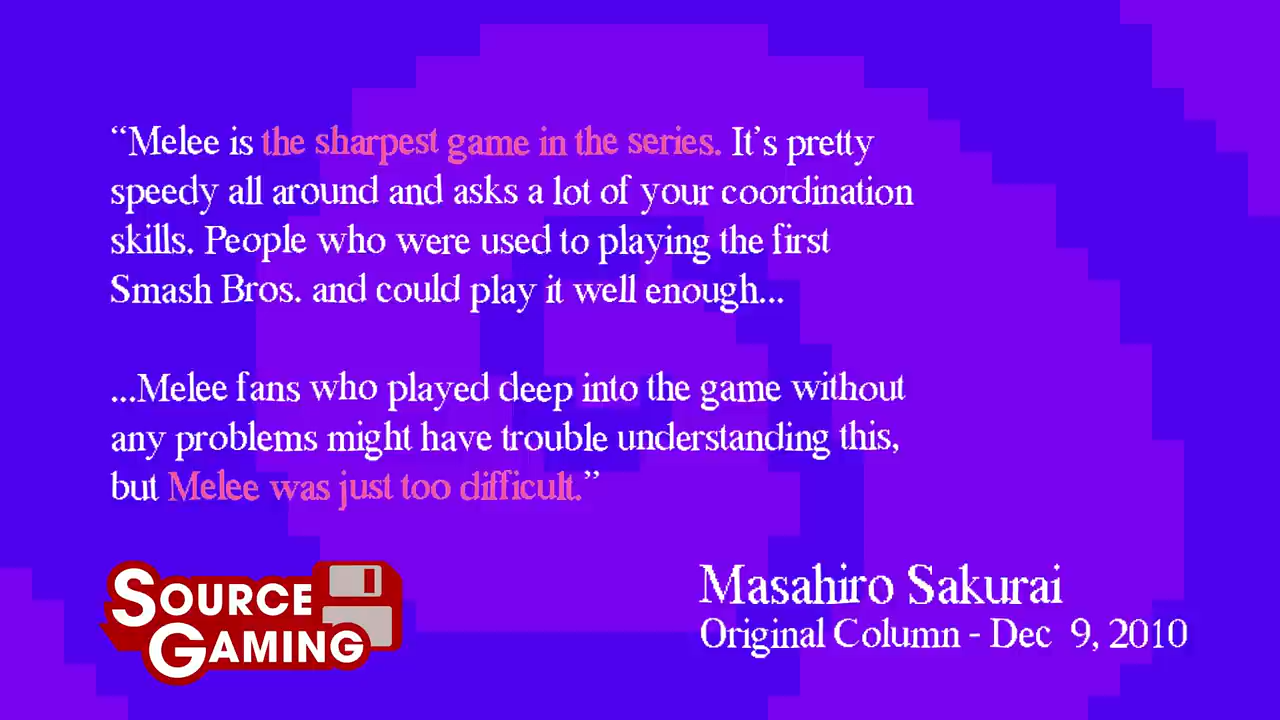 “Melee is the sharpest game in the series. It’s pretty
speedy all around and asks a lot of your coordination
skills. People who were used to playing the first
Smash Bros. and could play it well enough...
...Melee fans who played deep into the game without
any problems might have trouble understanding this,
but Melee was just too difficult.”
SOURCE
GAMING
Masahiro Sakurai
Original Column - Dec 9, 2010